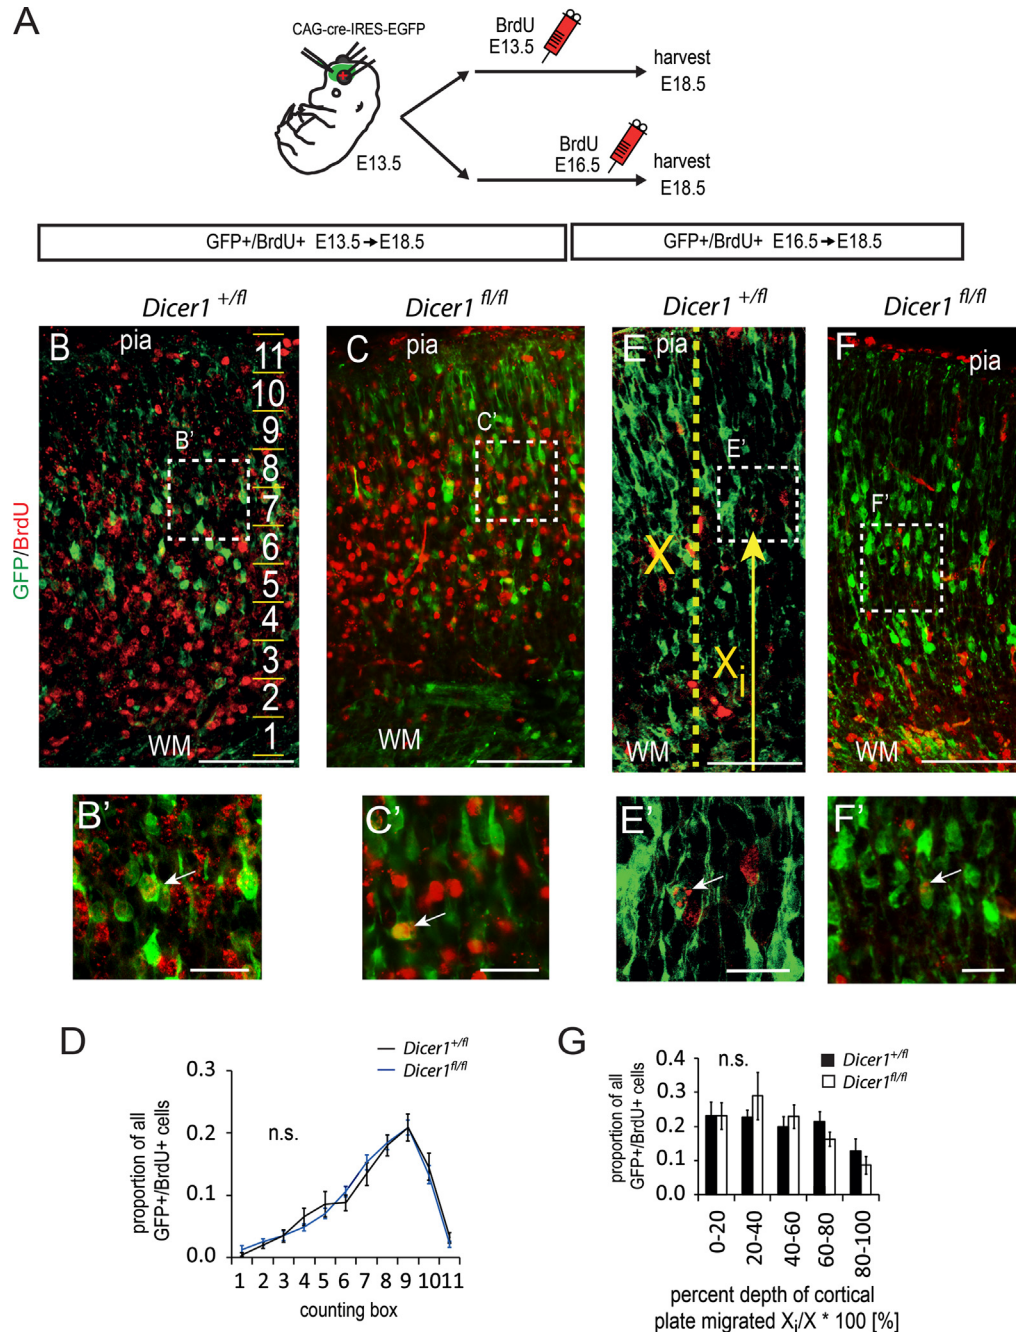 A
CAG-cre-IRES-EGFP
E13.5
BrdU
E13.5
harvest
E18.5
BrdU
E16.5
harvest
E18.5
GFP+/BrdU+ E13.5→E18.5
GFP+/BrdU+ E16.5→E18.5
Dicer1 +/fl
Dicer1 fl/fl
Dicer1 +/fl
Dicer1 fl/fl
GFP/BrdU
B
pia
11
10
9
8
7
6
5
4
3
2
1
B'
WM
C
pia
C'
WM
E
pia
E'
X
Xi
WM
F
pia
F'
WM
B'
C'
E'
F'
D
Dicer1+/fl
Dicer1fl/fl
proportion of all
GFP+/BrdU+ cells
0.3
0.2
0.1
0.0
n.s.
1 2 3 4 5 6 7 8 9 10 11
counting box
G
Dicer1+/fl
Dicer1fl/fl
proportion of all
GFP+/BrdU+ cells
0.4
0.3
0.2
0.1
0.0
n.s.
0-20
20-40
40-60
60-80
80-100
percent depth of cortical
plate migrated Xi/X * 100 [%]